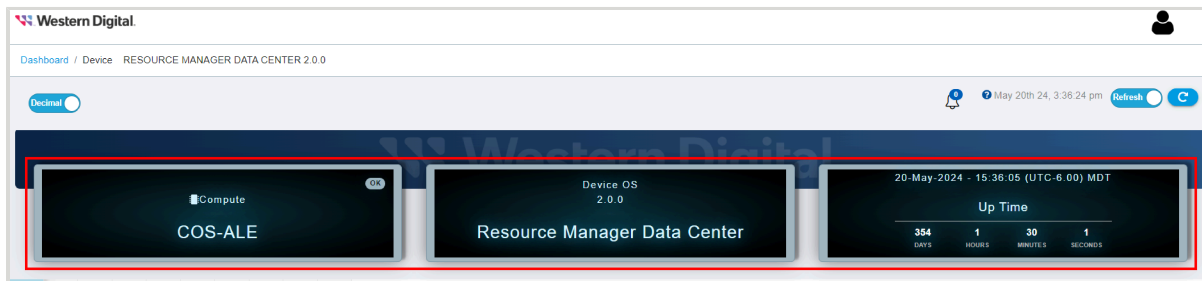 Western Digital.
Dashboard / Device RESOURCE MANAGER DATA CENTER 2.0.0
Decimal
0
? May 20th 24, 3:36:24 pm
Refresh
Western Digital
OK
Compute
COS-ALE
Device OS
2.0.0
Resource Manager Data Center
20-May-2024 - 15:36:05 (UTC-6.00) MDT
Up Time
354 1 30 1
DAYS HOURS MINUTES SECONDS